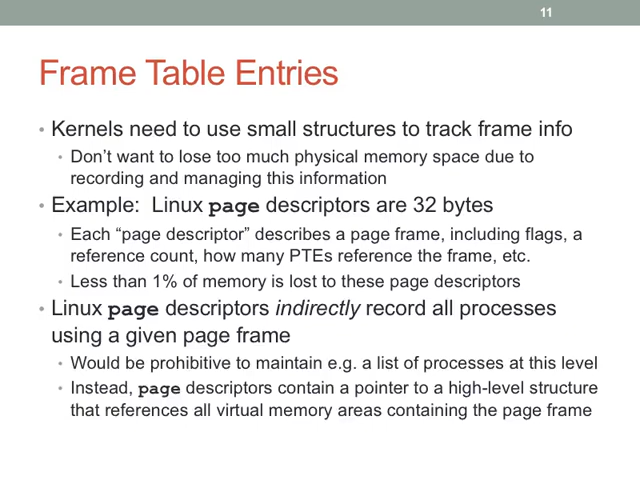 11
Frame Table Entries
• Kernels need to use small structures to track frame info
• Don't want to lose too much physical memory space due to
recording and managing this information
• Example: Linux page descriptors are 32 bytes
• Each “page descriptor” describes a page frame, including flags, a
reference count, how many PTEs reference the frame, etc.
• Less than 1% of memory is lost to these page descriptors
• Linux page descriptors indirectly record all processes
using a given page frame
• Would be prohibitive to maintain e.g. a list of processes at this level
• Instead, page descriptors contain a pointer to a high-level structure
that references all virtual memory areas containing the page frame